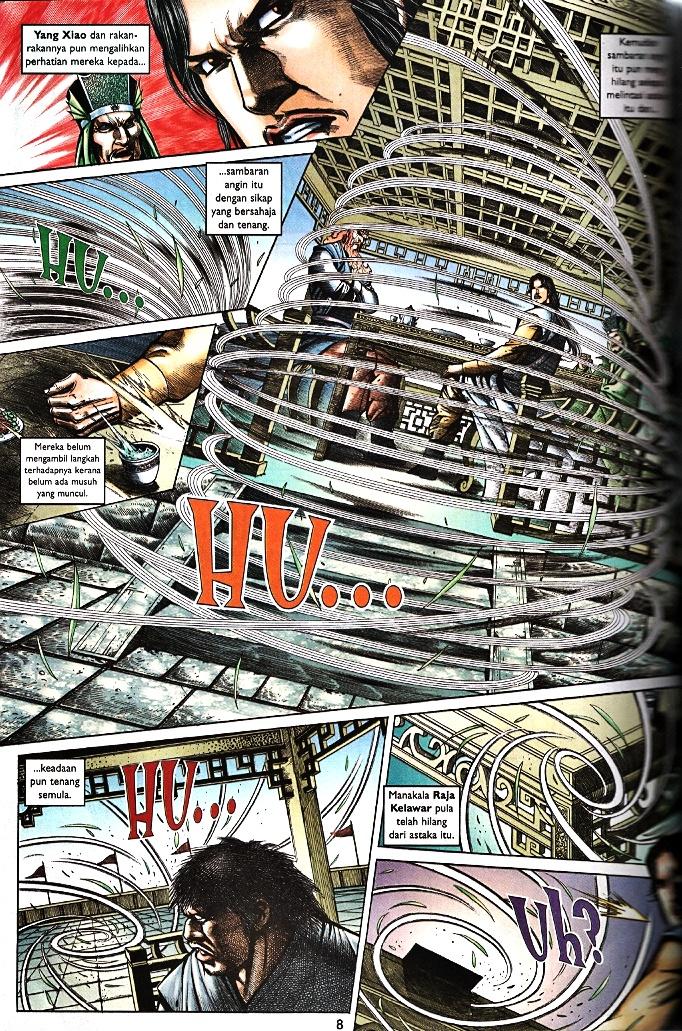 Yang Xiao dan rakan-
rakannya pun mengalihkan
perhatian mereka kepada...
...sambaran
angin itu
dengan sikap
yang bersahaja
dan tenang.
HU...
Mereka belum
mengambil langkah
terhadapnya kerana
belum ada musuh
yang muncul.
sambaran
itu pun
hilang
itu dan...
HU...
...keadaan
pun tenang
semula.
HU...
Manakala Raja
Kelawar pula
telah hilang
dari astaka itu.
Uh?
8